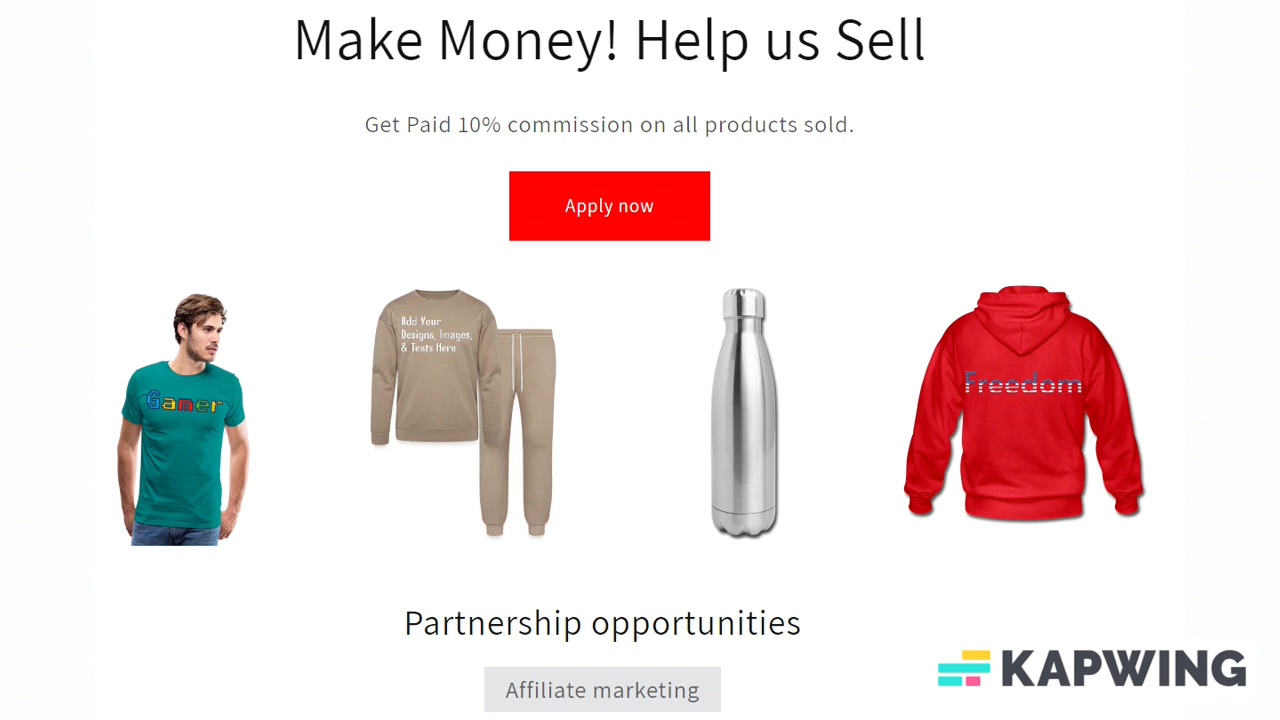 Make Money! Help us Sell
Get Paid 10% commission on all products sold.
Apply now
Gamer
Add Your
Designs, Images,
& Texts Here
Freedom
Partnership opportunities
KAPWING
Affiliate marketing